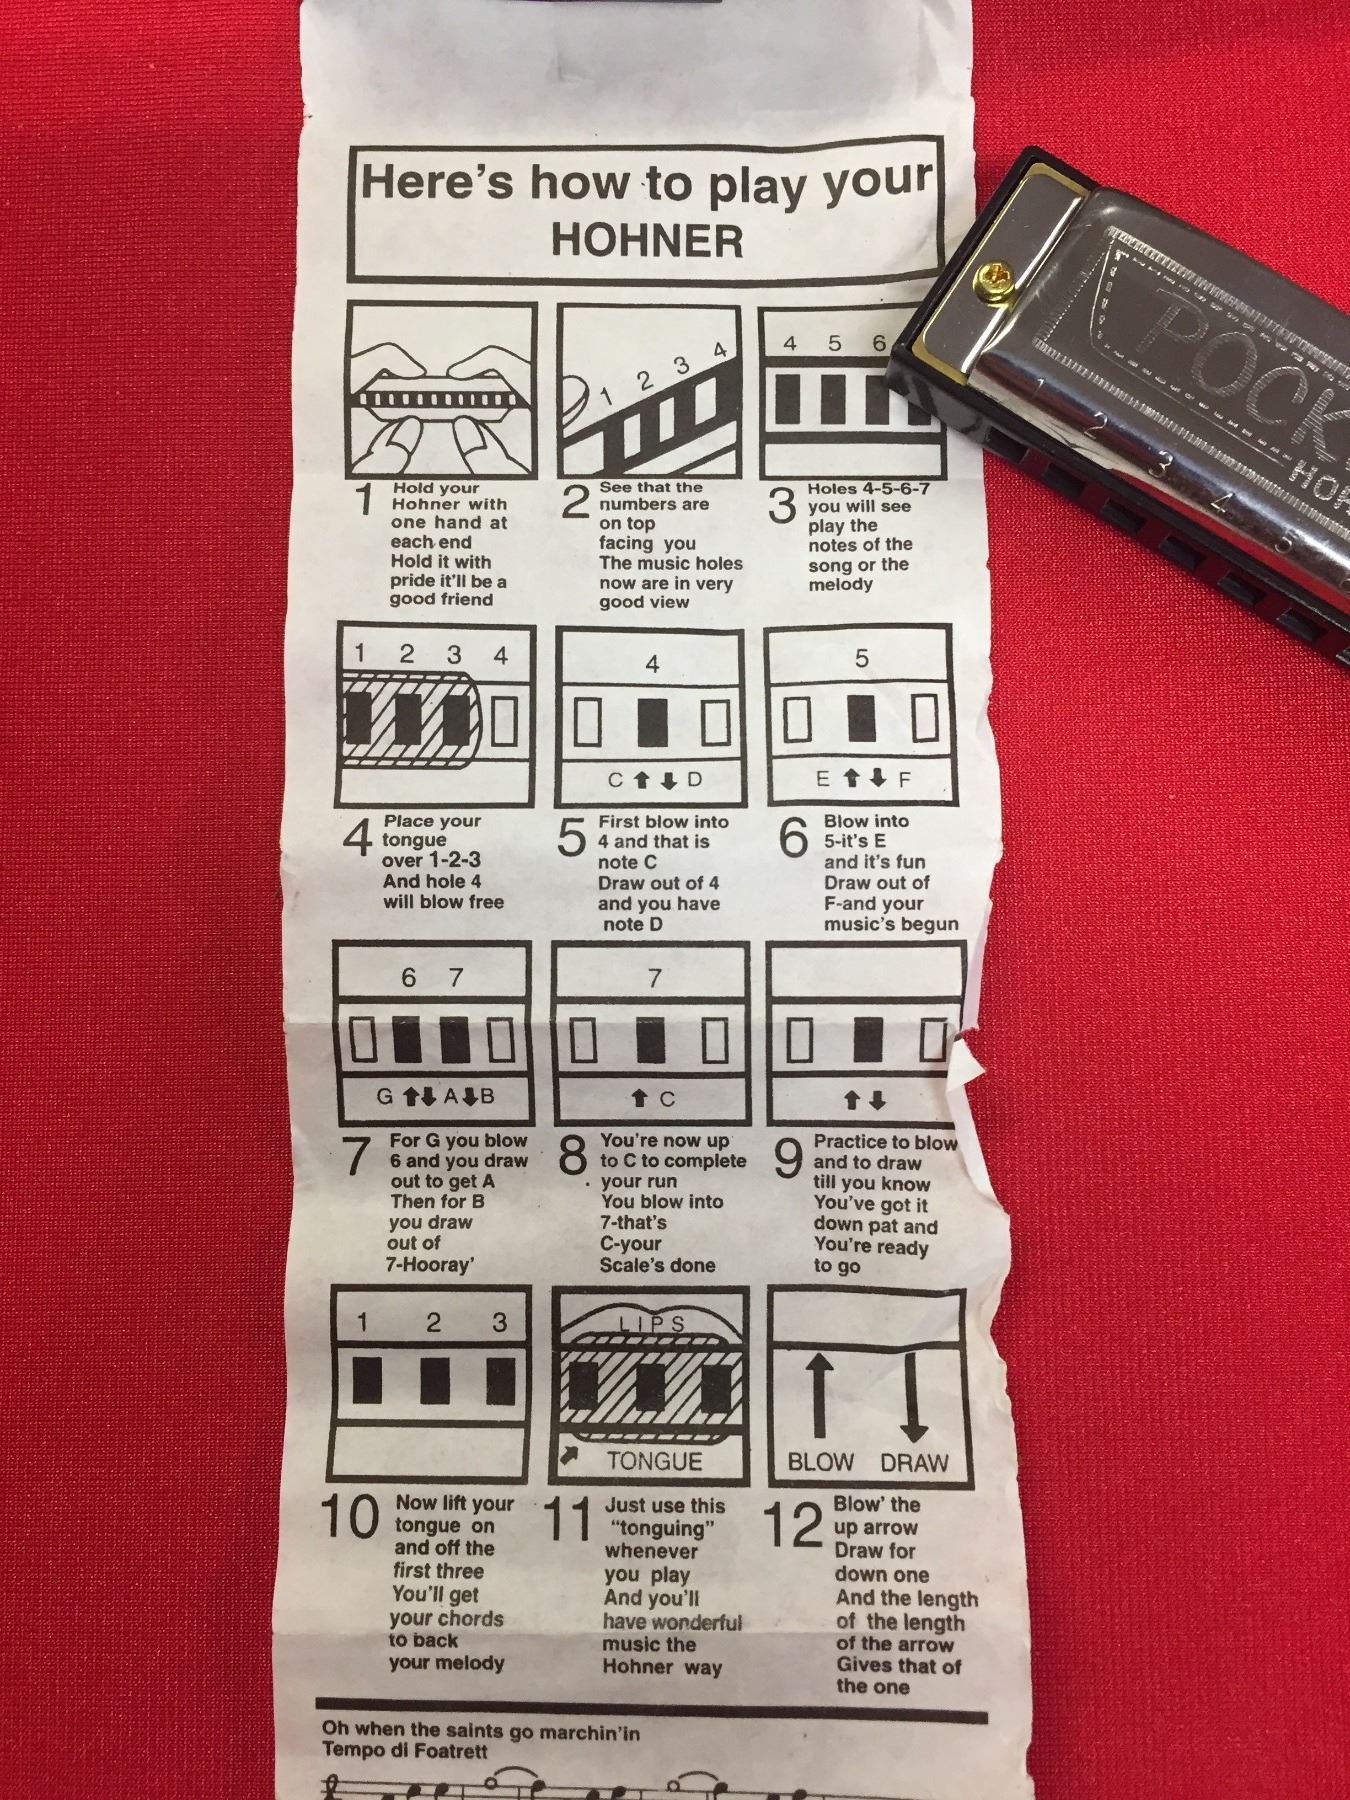 Here's how to play your
HOHNER
1 2 3 4
4 5 6
1 Hold your
Hohner with
one hand at
each end
Hold it with
pride it'll be a
good friend
2 See that the
numbers are
on top
facing you
The music holes
now are in very
good view
3 Holes 4-5-6-7
you will see
play the
notes of the
song or the
melody
1 2 3 4
4
C D
5
E F
4 Place your
tongue
over 1-2-3
And hole 4
will blow free
5 First blow into
4 and that is
note C
Draw out of 4
and you have
note D
6 Blow into
5-it's E
and it's fun
Draw out of
F-and your
music's begun
6 7
G A B
7
C
7 For G you blow
6 and you draw
out to get A
Then for B
you draw
out of
7-Hooray'
8 You're now up
to C to complete
your run
You blow into
7-that's
C-your
Scale's done
9 Practice to blow
and to draw
till you know
You've got it
down pat and
You're ready
to go
1 2 3
LIPS
TONGUE
BLOW DRAW
10 Now lift your
tongue on
and off the
first three
You'll get
your chords
to back
your melody
11 Just use this
"tonguing"
whenever
you play
And you'll
have wonderful
music the
Hohner way
12 Blow' the
up arrow
Draw for
down one
And the length
of the length
of the arrow
Gives that of
the one
Oh when the saints go marchin'in
Tempo di Foatrett
POCK
HOH
1 2 3 4 5